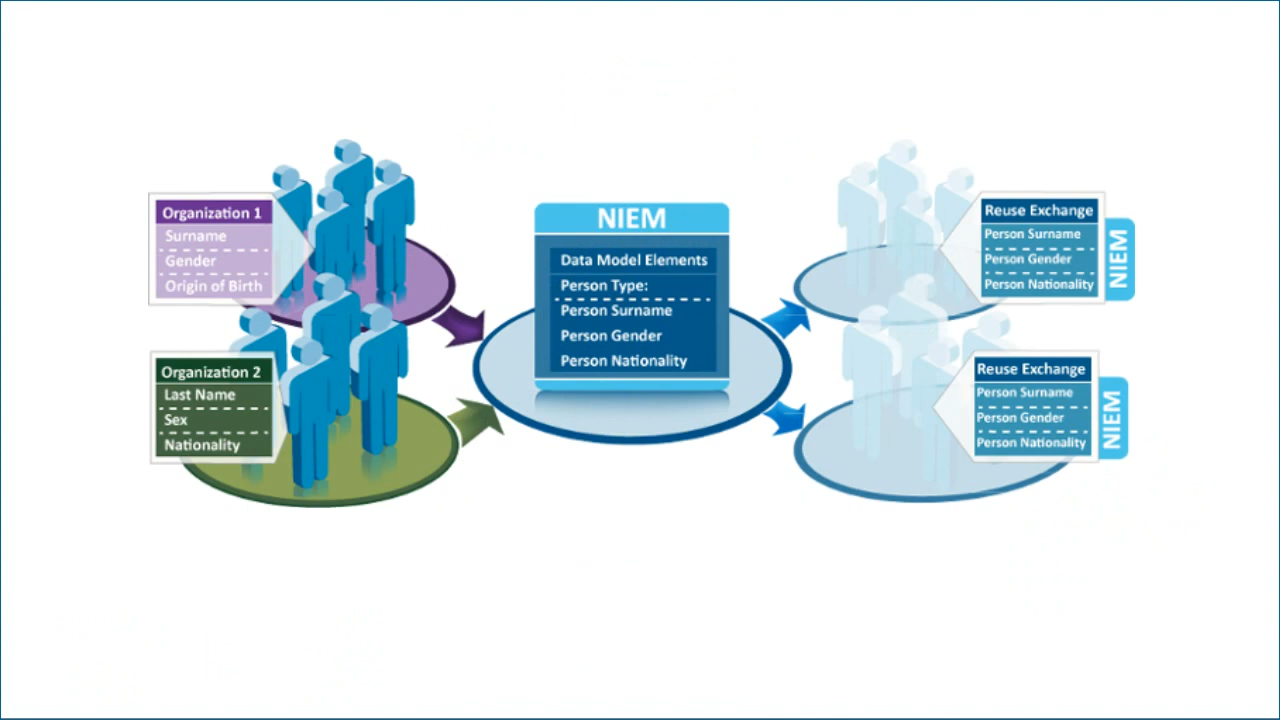 Organization 1
Surname
Gender
Origin of Birth
Organization 2
Last Name
Sex
Nationality
NIEM
Data Model Elements
Person Type:
Person Surname
Person Gender
Person Nationality
Reuse Exchange
Person Surname
Person Gender
Person Nationality
NIEM
Reuse Exchange
Person Surname
Person Gender
Person Nationality
NIEM